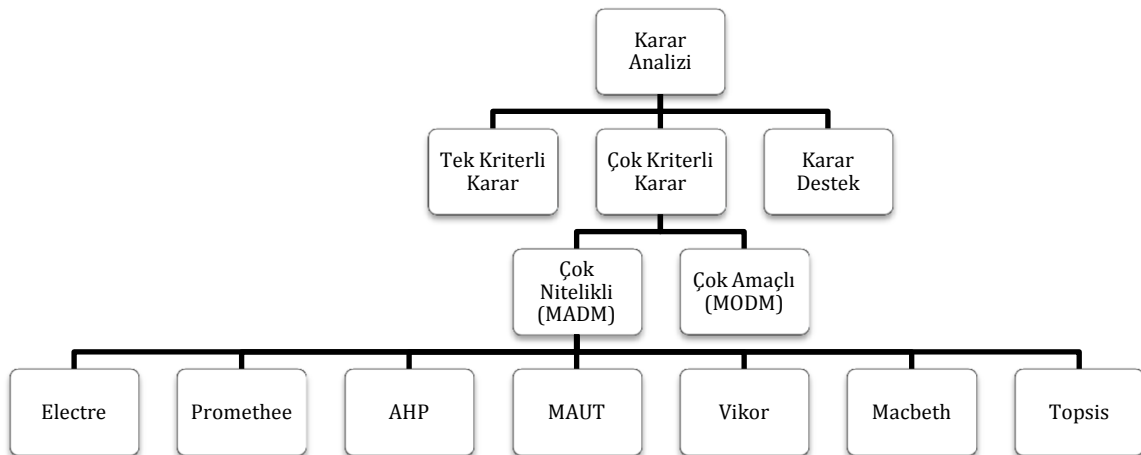 Karar
Analizi
Tek Kriterli
Karar
Çok Kriterli
Karar
Karar
Destek
Çok
Nitelikli
(MADM)
Çok Amaçlı
(MODM)
Electre
Promethee
AHP
MAUT
Vikor
Macbeth
Topsis